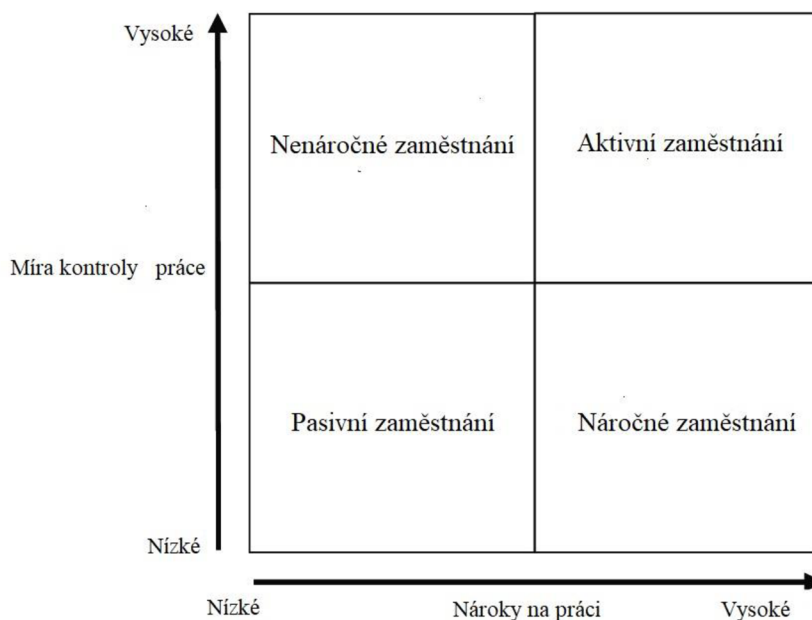 Vysoké
Nenáročné zaměstnání
Aktivní zaměstnání
Míra kontroly práce
Pasivní zaměstnání
Náročné zaměstnání
Nízké
Nízké
Nároky na práci
Vysoké